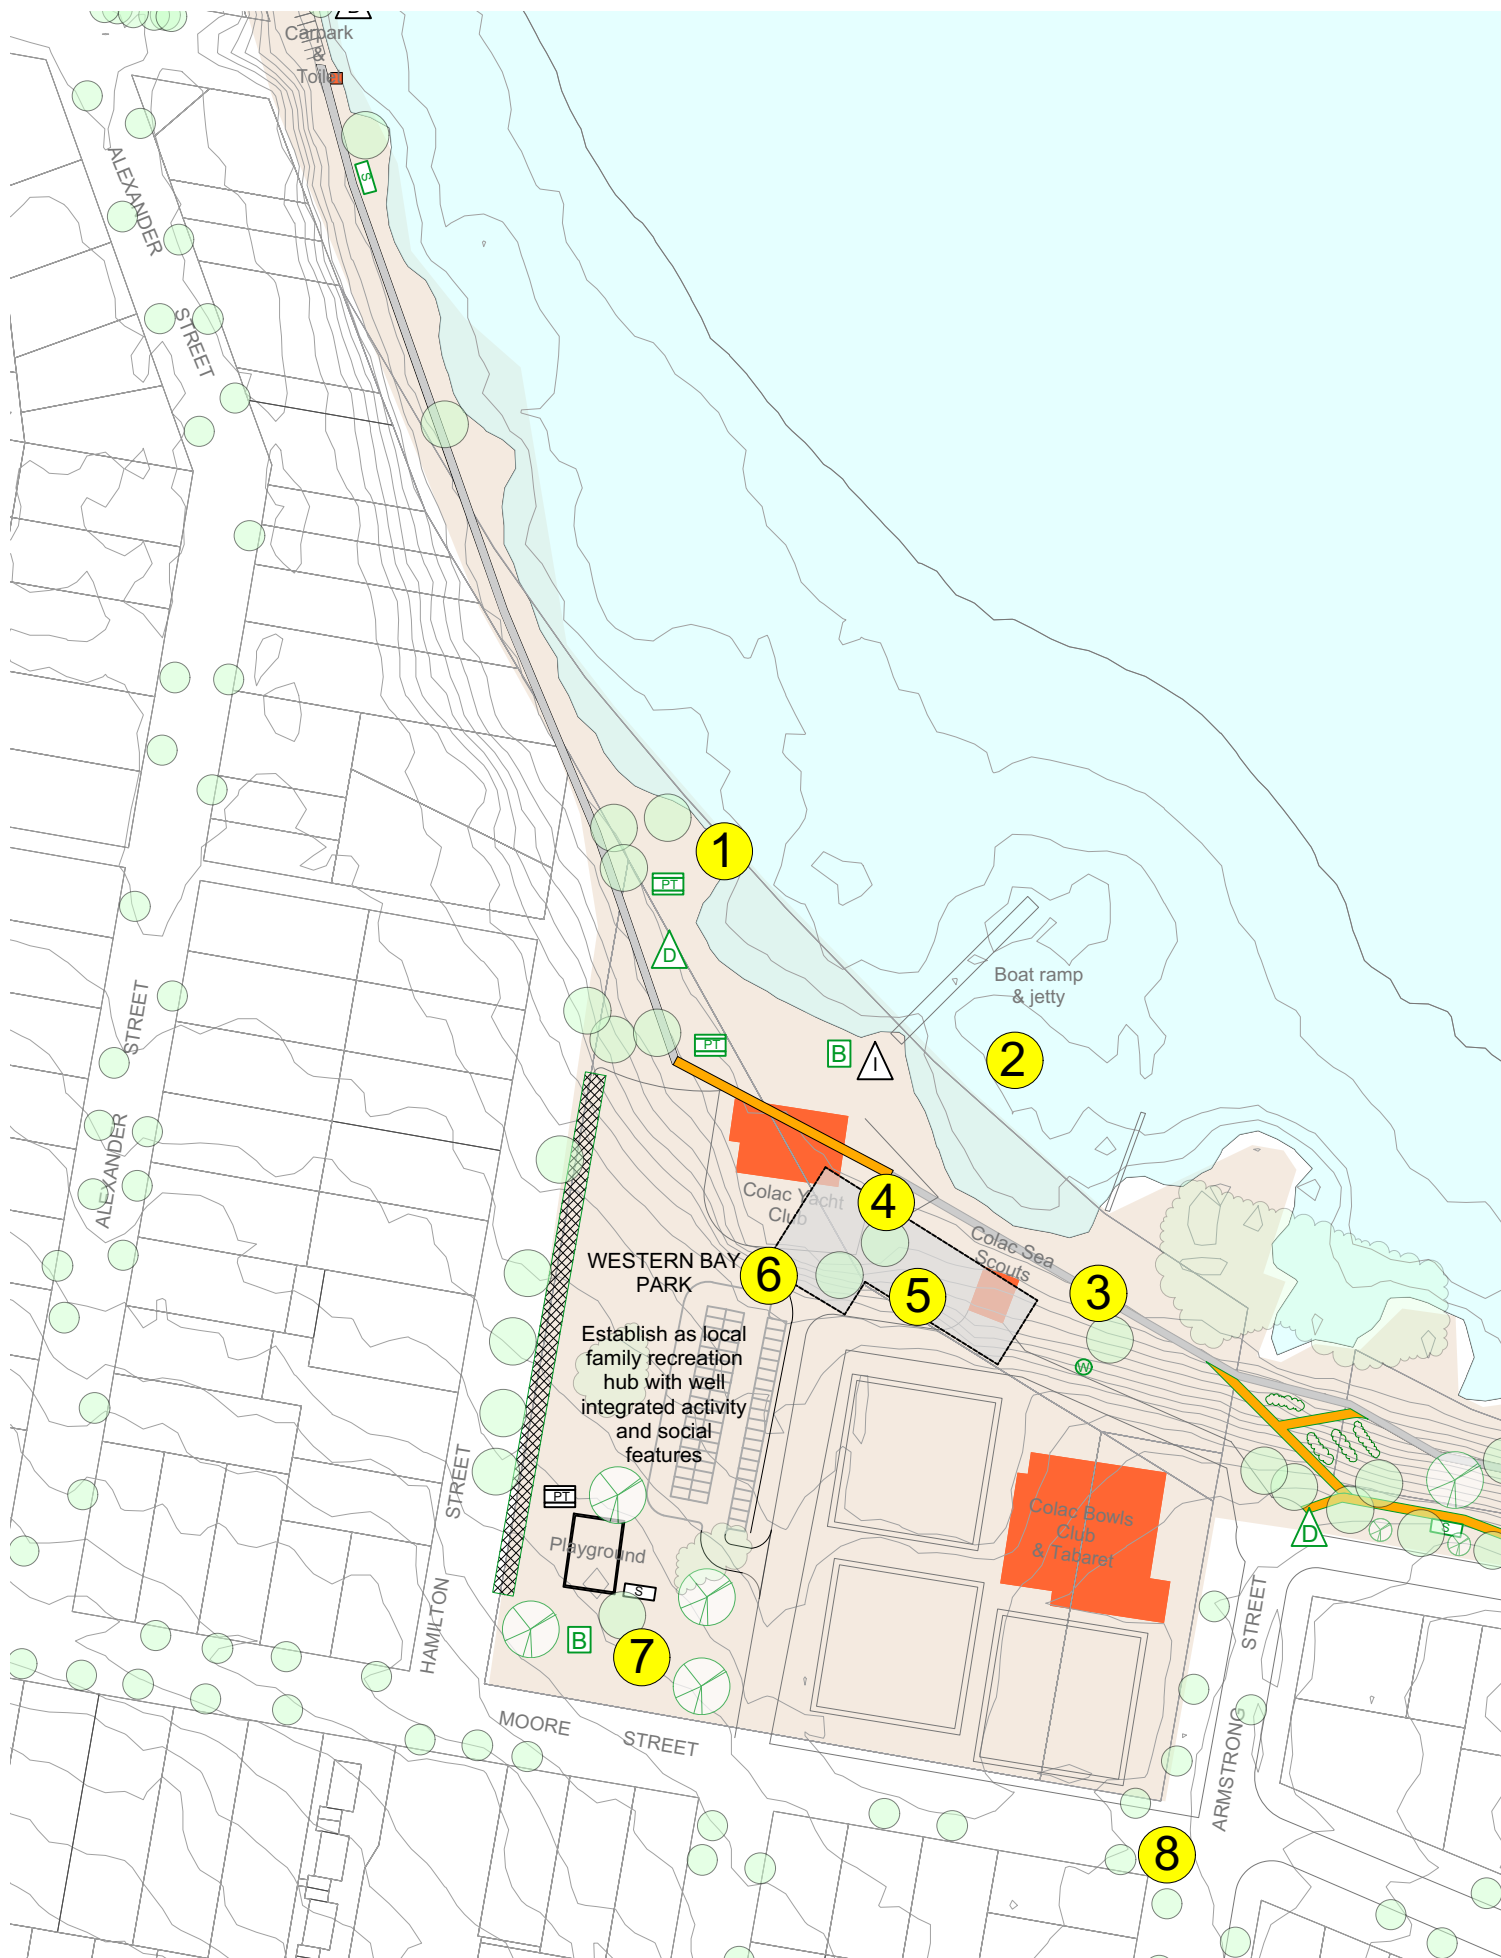 D
Carpark
&
Toilet
S
ALEXANDER
STREET
1
PT
D
Boat ramp
& jetty
STREET
PT
B
I
2
ALEXANDER
Colac Yacht
Club
4
Colac Sea
Scouts
WESTERN BAY
PARK
6
5
3
Establish as local
family recreation
hub with well
integrated activity
and social
features
W
STREET
PT
Colac Bowls
Club
& Tabaret
D
S
Playground
S
HAMILTON
B
7
STREET
MOORE
STREET
ARMSTRONG
8